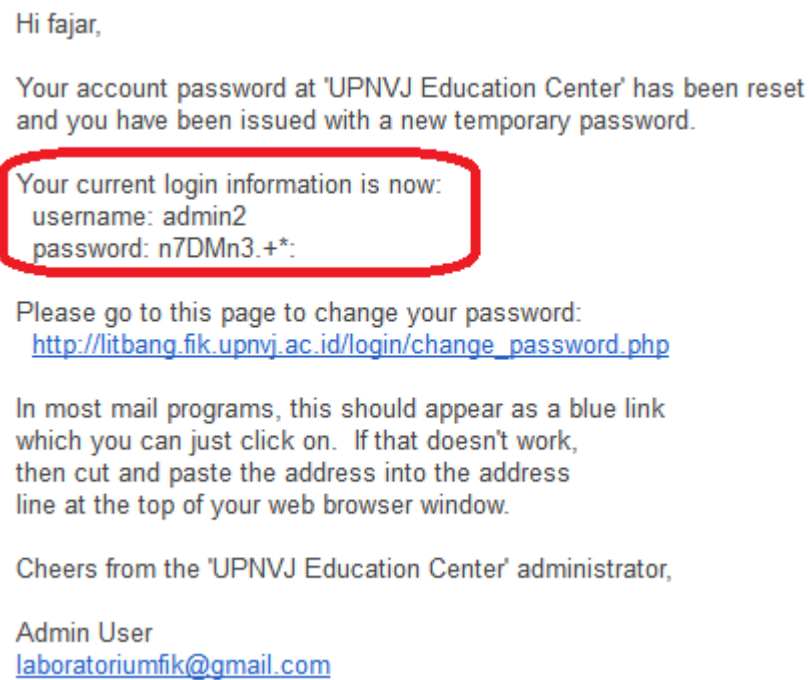 Hi fajar,
Your account password at 'UPNVJ Education Center' has been reset
and you have been issued with a new temporary password.
Your current login information is now:
username: admin2
password: n7DMn3.+*:
Please go to this page to change your password:
http://litbang.fik.upnvj.ac.id/login/change_password.php
In most mail programs, this should appear as a blue link
which you can just click on.  If that doesn't work,
then cut and paste the address into the address
line at the top of your web browser window.
Cheers from the 'UPNVJ Education Center' administrator,
Admin User
laboratoriumfik@gmail.com